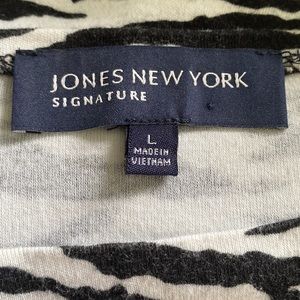 JONES NEW YORK
SIGNATURE
L
MADE IN
VIETNAM